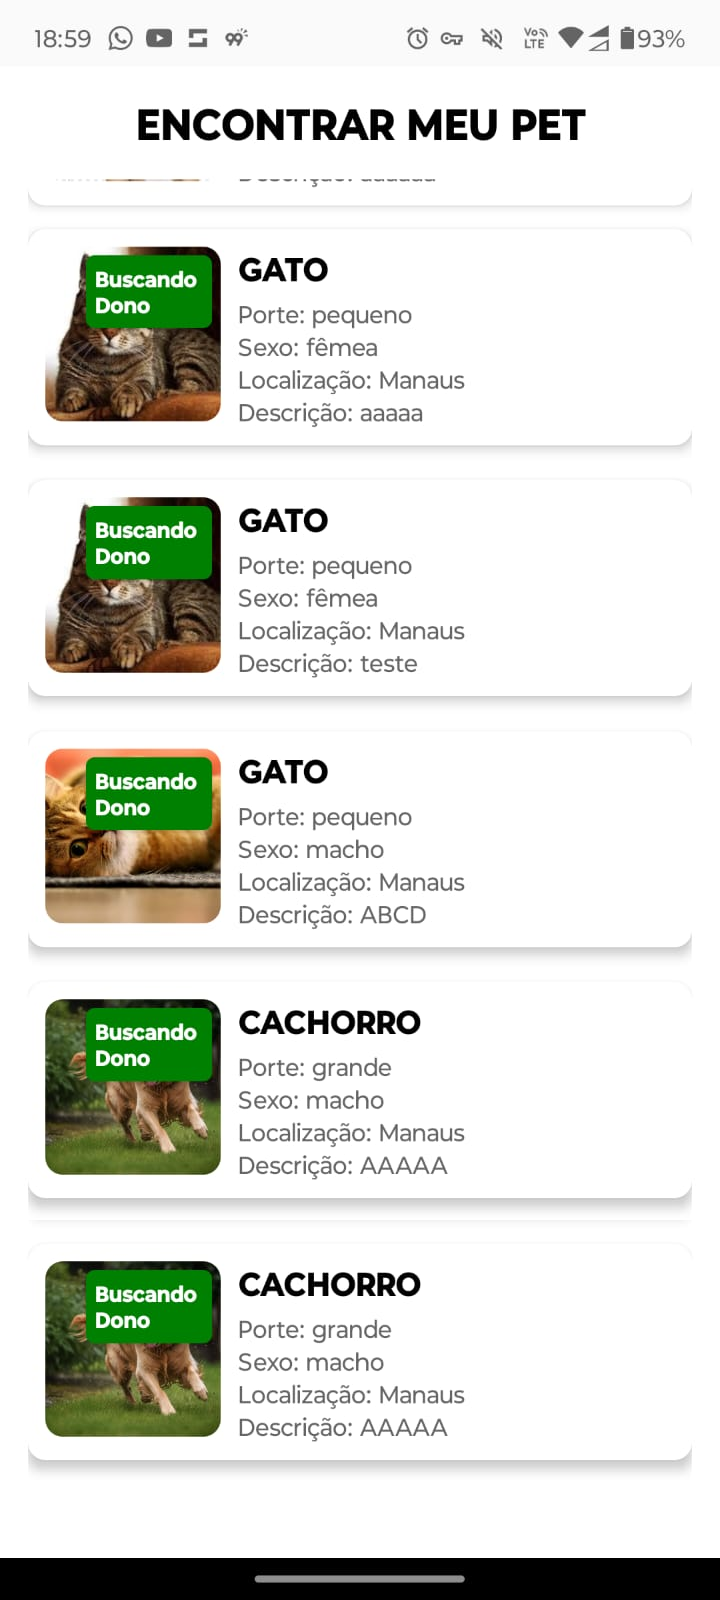 18:59 99 Vo)) LTE 93%
ENCONTRAR MEU PET
Descrição: aaaaaa
Buscando
Dono
GATO
Porte: pequeno
Sexo: fêmea
Localização: Manaus
Descrição: aaaaa
Buscando
Dono
GATO
Porte: pequeno
Sexo: fêmea
Localização: Manaus
Descrição: teste
Buscando
Dono
GATO
Porte: pequeno
Sexo: macho
Localização: Manaus
Descrição: ABCD
Buscando
Dono
CACHORRO
Porte: grande
Sexo: macho
Localização: Manaus
Descrição: AAAAA
Buscando
Dono
CACHORRO
Porte: grande
Sexo: macho
Localização: Manaus
Descrição: AAAAA